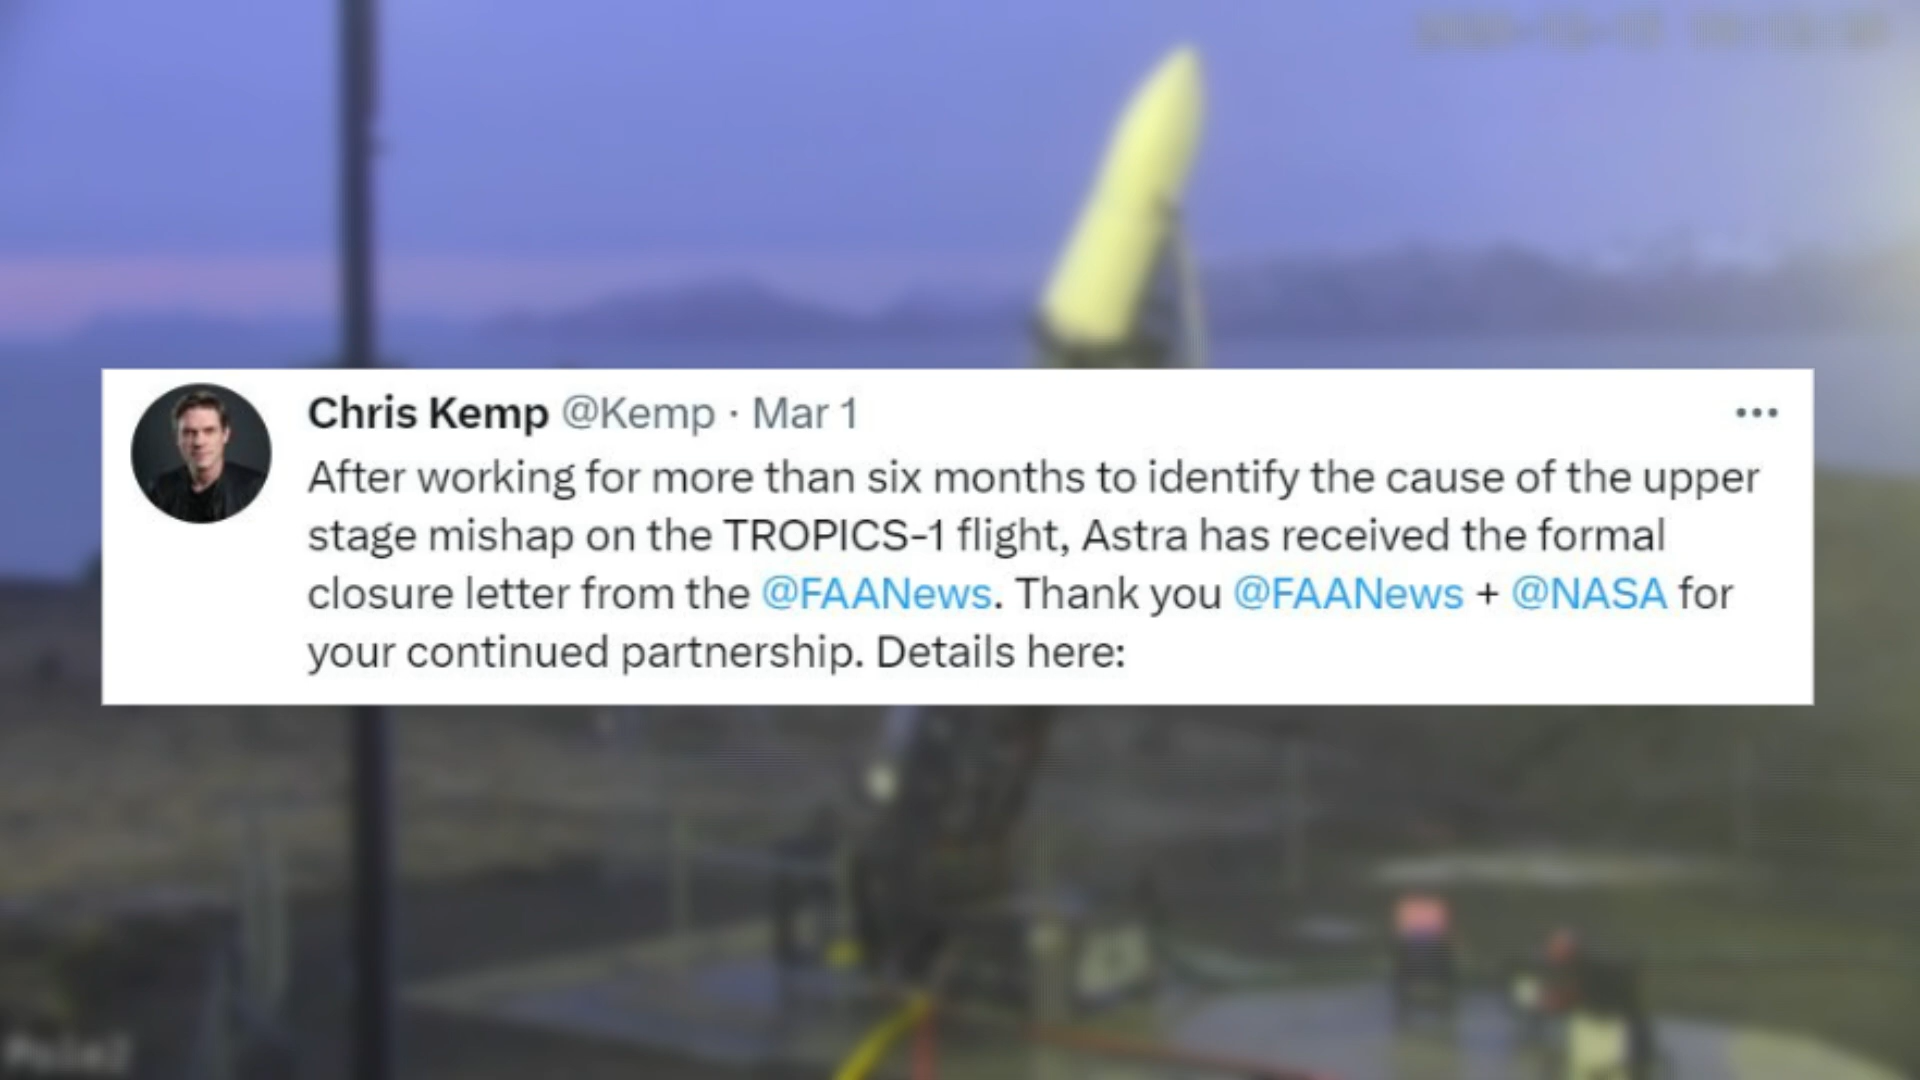 Chris Kemp @Kemp · Mar 1
After working for more than six months to identify the cause of the upper
stage mishap on the TROPICS-1 flight, Astra has received the formal
closure letter from the @FAANews. Thank you @FAANews + @NASA for
your continued partnership. Details here: